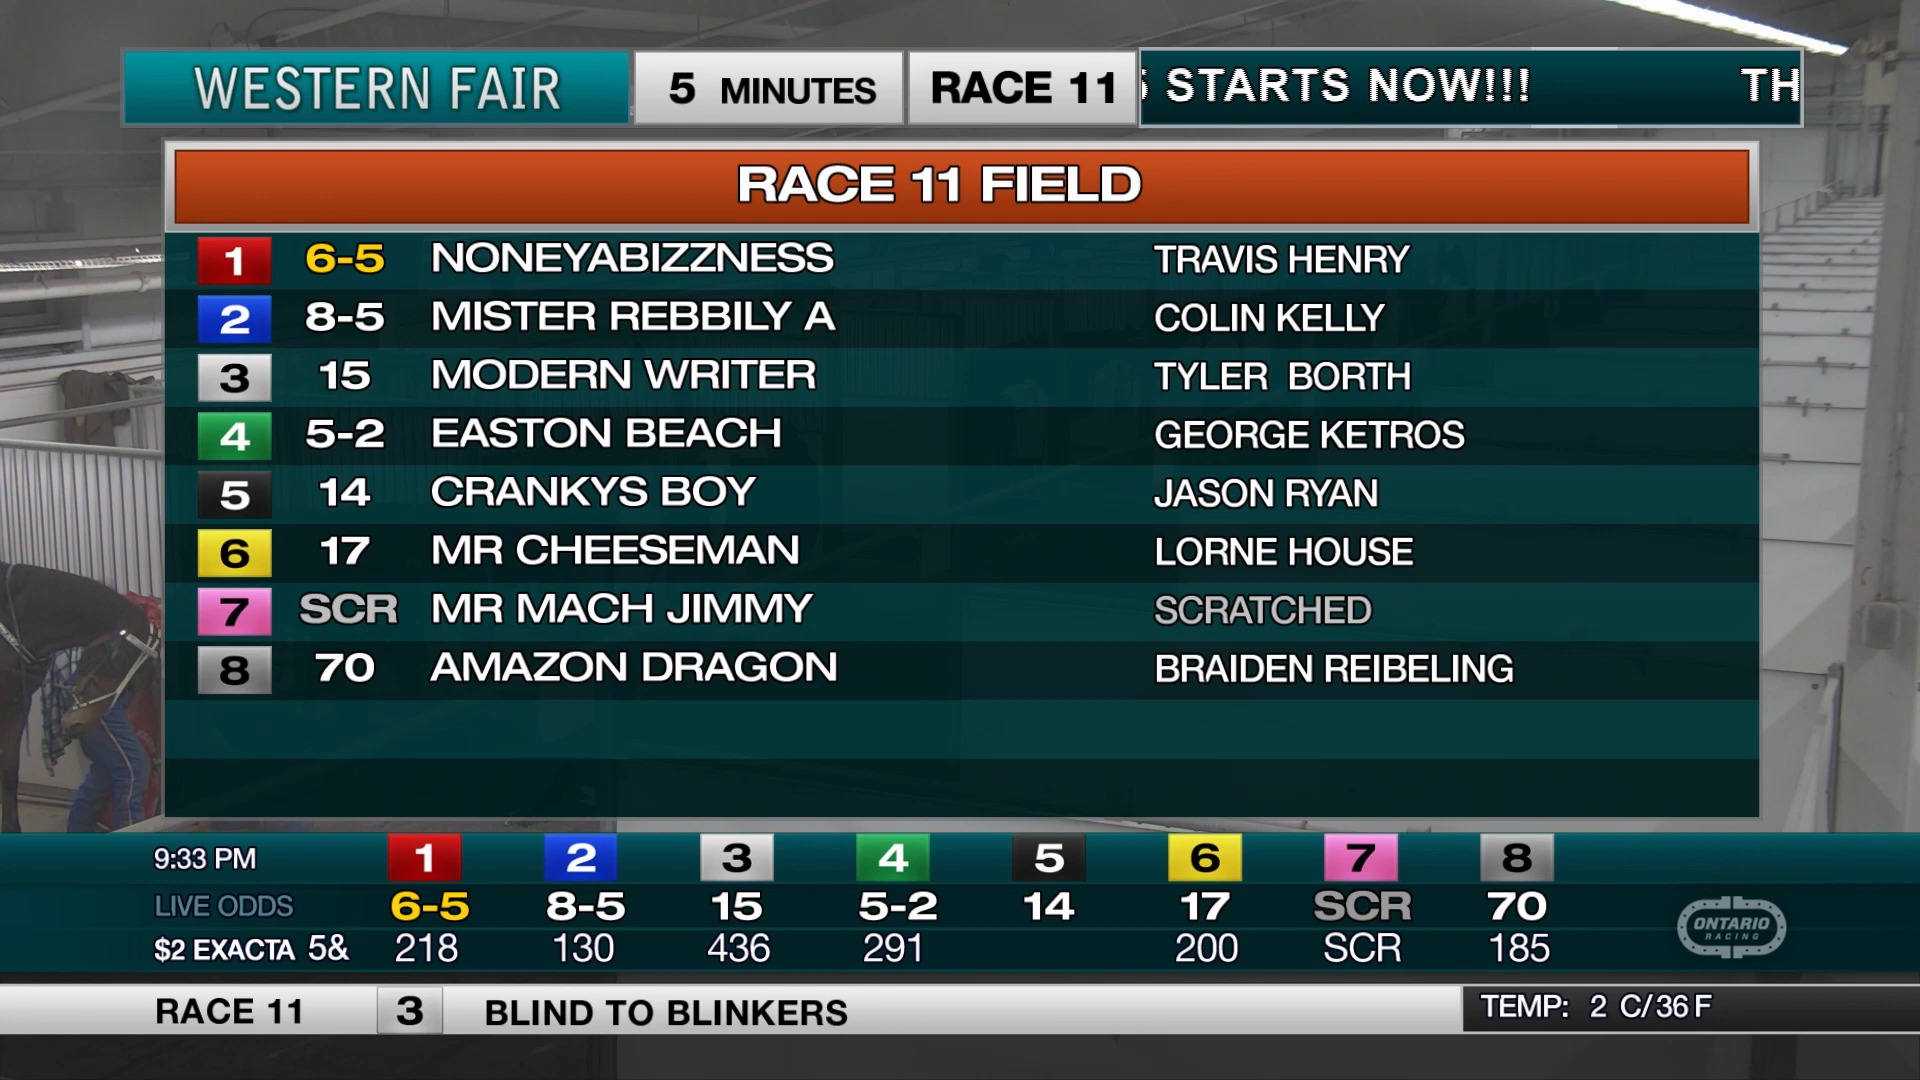 WESTERN FAIR 5 MINUTES RACE 11 STARTS NOW!!! TH
RACE 11 FIELD
1 6-5 NONEYABIZZNESS TRAVIS HENRY
2 8-5 MISTER REBBILY A COLIN KELLY
3 15 MODERN WRITER TYLER BORTH
4 5-2 EASTON BEACH GEORGE KETROS
5 14 CRANKYS BOY JASON RYAN
6 17 MR CHEESEMAN LORNE HOUSE
7 SCR MR MACH JIMMY SCRATCHED
8 70 AMAZON DRAGON BRAIDEN REIBELING
9:33 PM 1 2 3 4 5 6 7 8
LIVE ODDS 6-5 8-5 15 5-2 14 17 SCR 70
$2 EXACTA 5& 218 130 436 291 200 SCR 185
ONTARIO
RACING
RACE 11 3 BLIND TO BLINKERS TEMP: 2 C/36 F